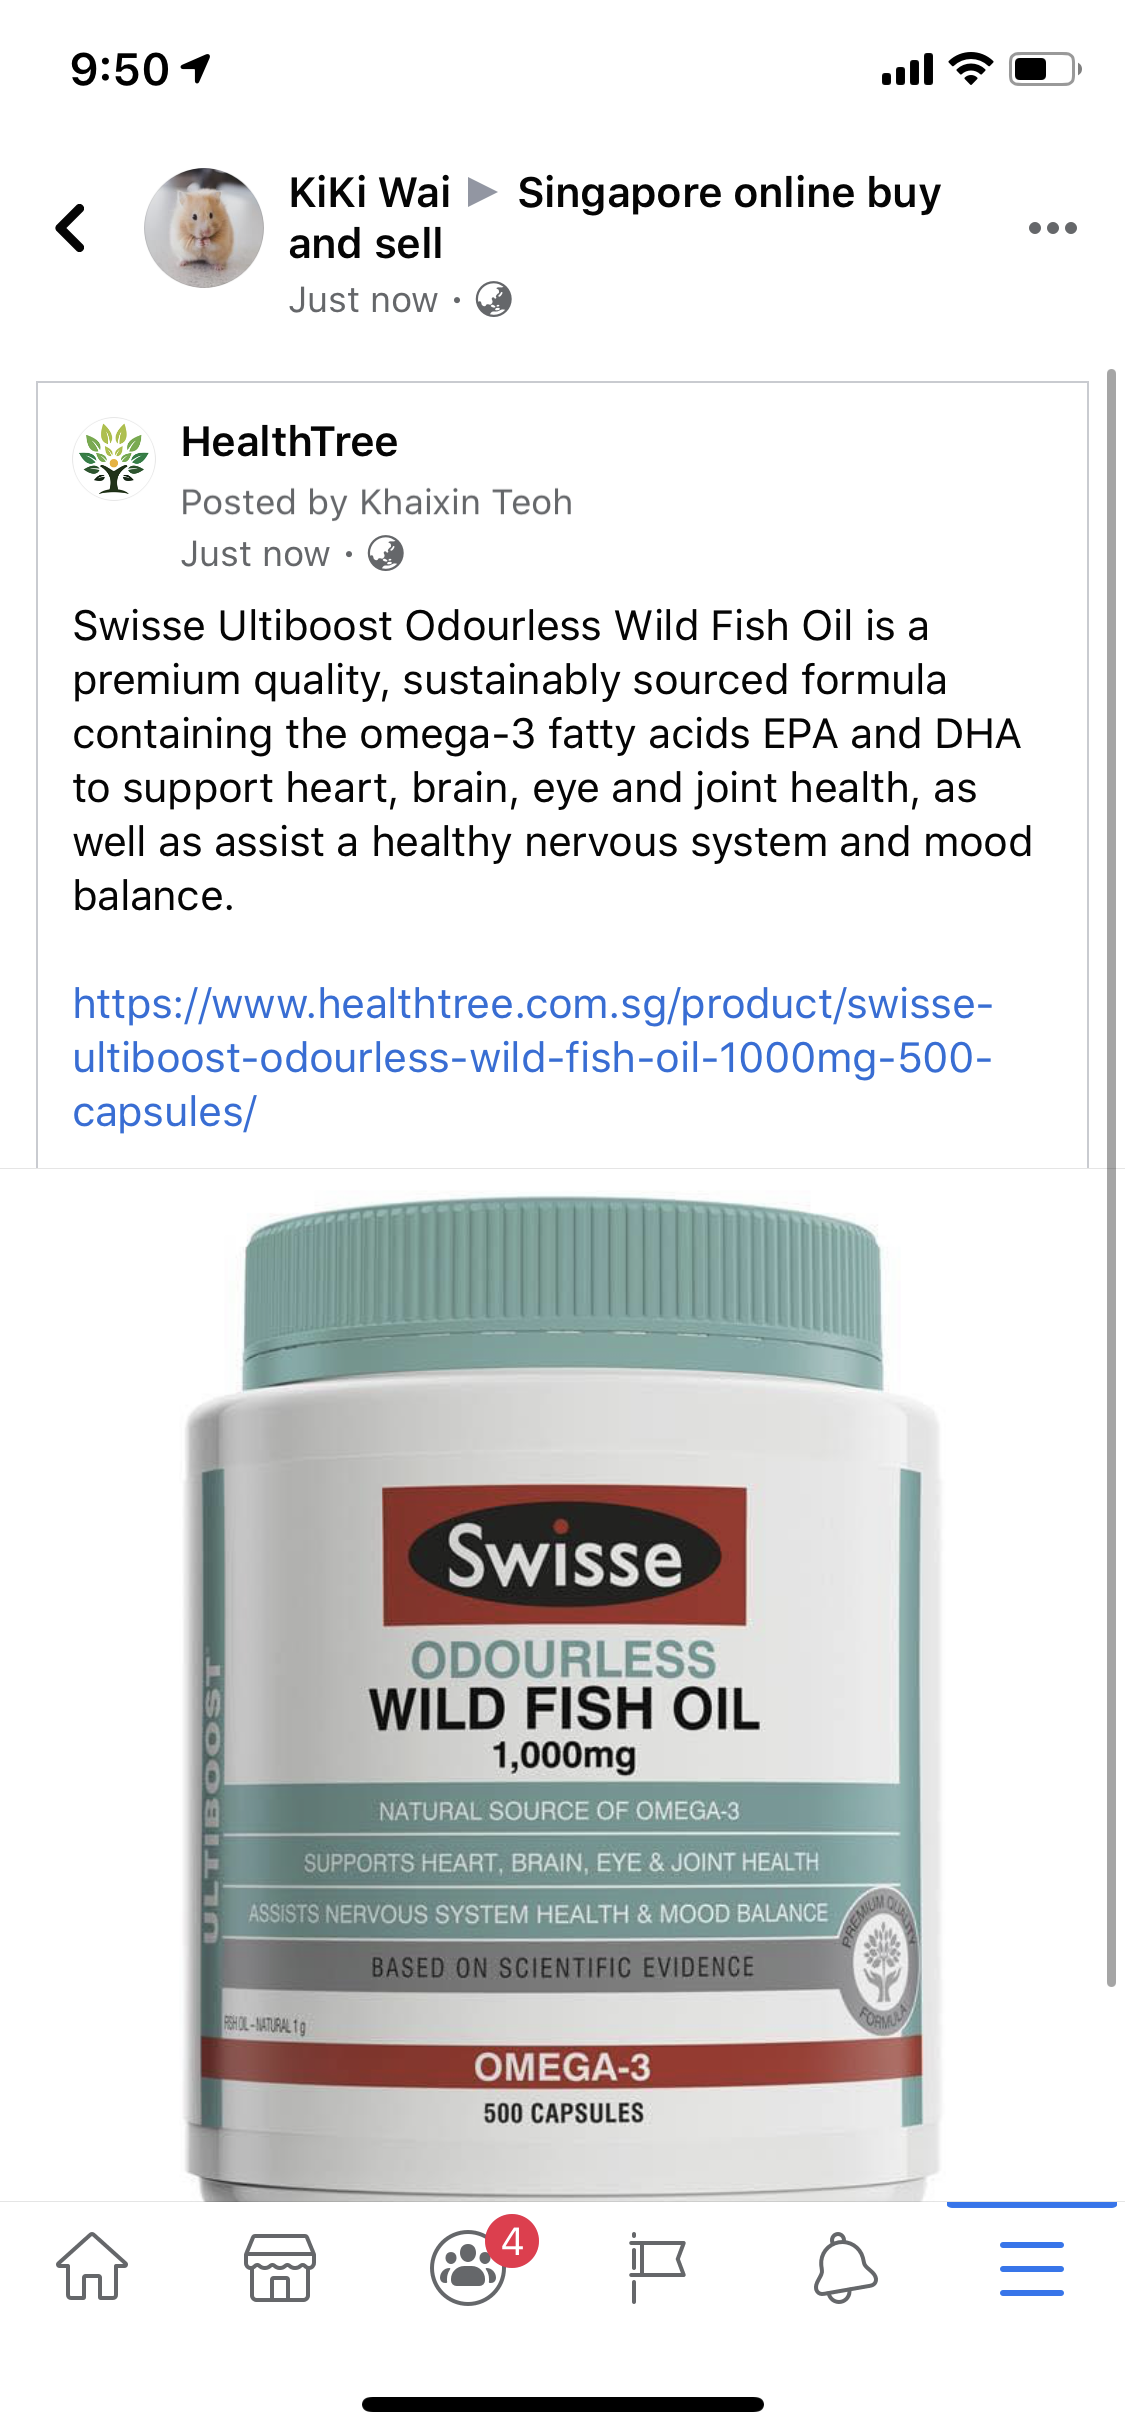 9:50
KiKi Wai ▶ Singapore online buy
and sell
Just now ·
HealthTree
Posted by Khaixin Teoh
Just now ·
Swisse Ultiboost Odourless Wild Fish Oil is a
premium quality, sustainably sourced formula
containing the omega-3 fatty acids EPA and DHA
to support heart, brain, eye and joint health, as
well as assist a healthy nervous system and mood
balance.
https://www.healthtree.com.sg/product/swisse-
ultiboost-odourless-wild-fish-oil-1000mg-500-
capsules/
Swisse
ODOURLESS
WILD FISH OIL
1,000mg
ULTIBOOST
NATURAL SOURCE OF OMEGA-3
SUPPORTS HEART, BRAIN, EYE & JOINT HEALTH
ASSISTS NERVOUS SYSTEM HEALTH & MOOD BALANCE
BASED ON SCIENTIFIC EVIDENCE
PREMIUM QUALITY
FORMULA
FISH OIL - NATURAL 1 g
OMEGA-3
500 CAPSULES
4